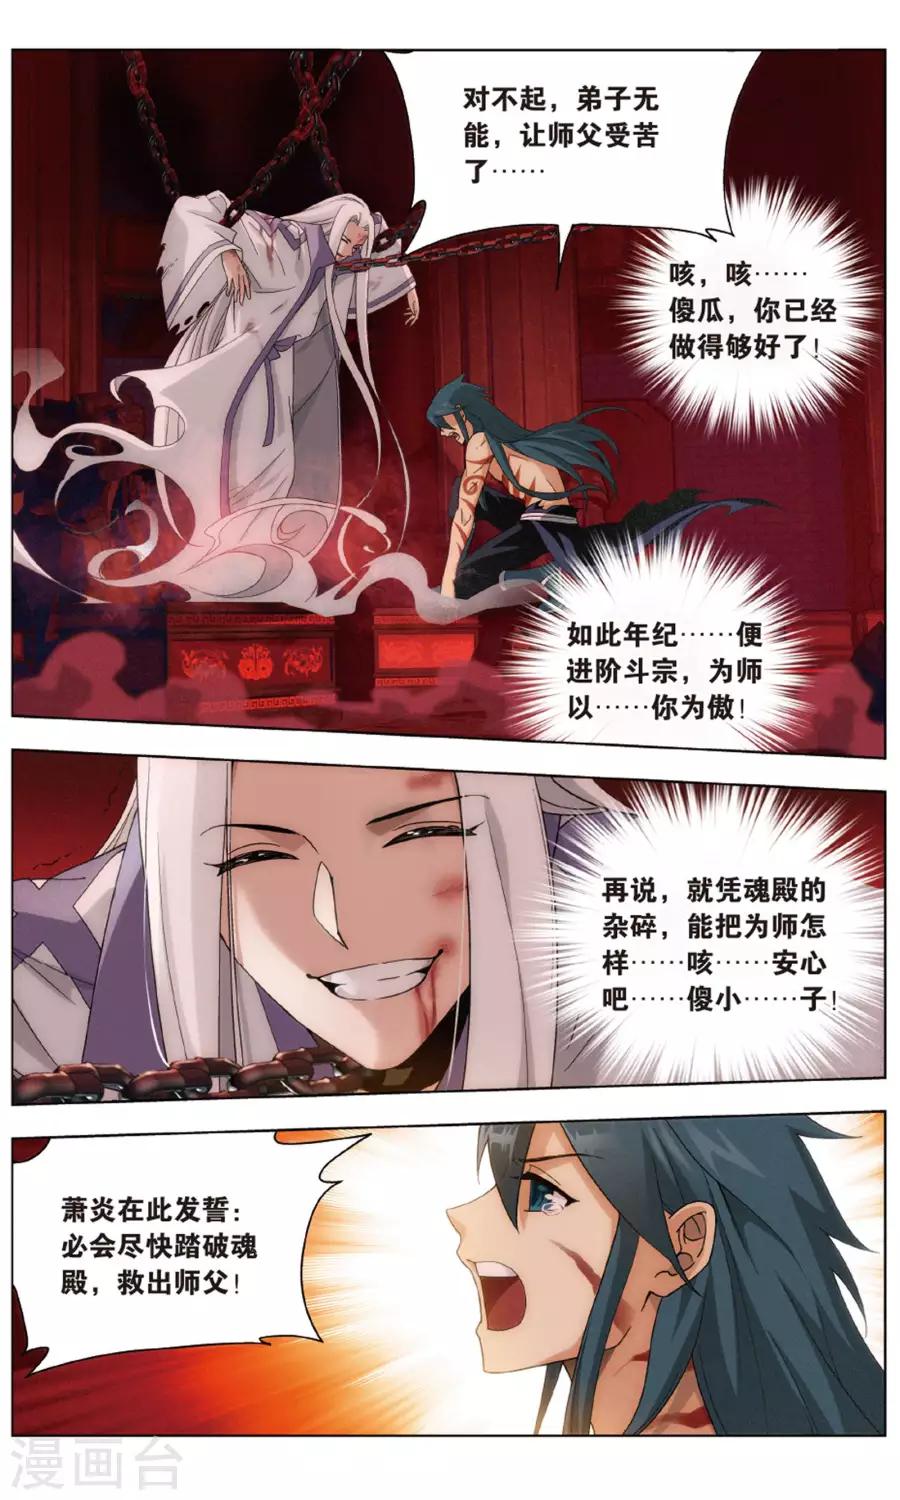 对不起，弟子无
能，让师父受苦
了……
咳，咳……
傻瓜，你已经
做得够好了！
如此年纪……便
进阶斗宗，为师
以……你为傲！
再说，就凭魂殿的
杂碎，能把为师怎
样……咳……安心
吧……傻小……子！
萧炎在此发誓：
必会尽快踏破魂
殿，救出师父！
漫画台